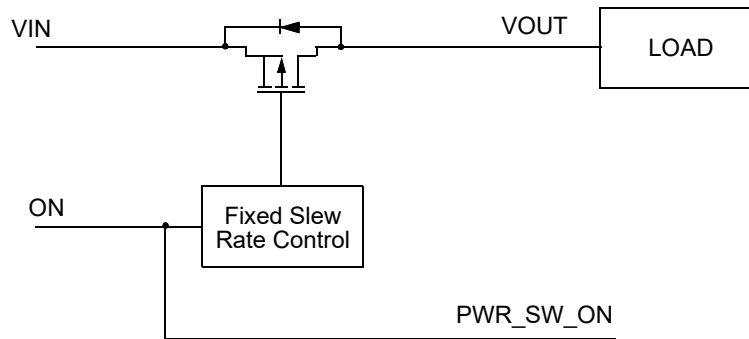 VIN
VOUT
LOAD
ON
Fixed Slew
Rate Control
PWR_SW_ON